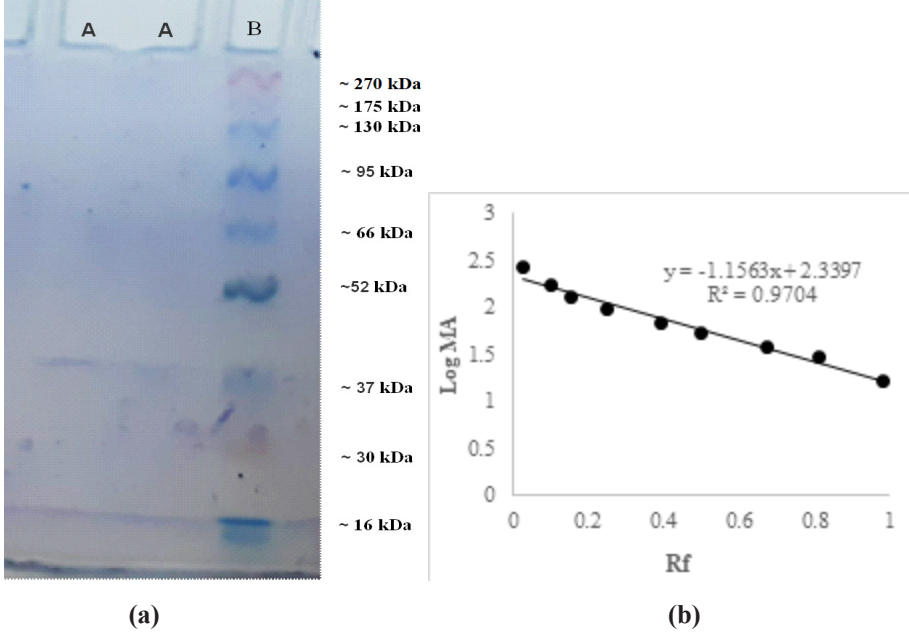 A A B
~ 270 kDa
~ 175 kDa
~ 130 kDa
~ 95 kDa
~ 66 kDa
~52 kDa
~ 37 kDa
~ 30 kDa
~ 16 kDa
(a)
3
2.5
2
1.5
1
0.5
0
Log MA
y = -1.1563x + 2.3397
R² = 0.9704
0 0.2 0.4 0.6 0.8 1
Rf
(b)